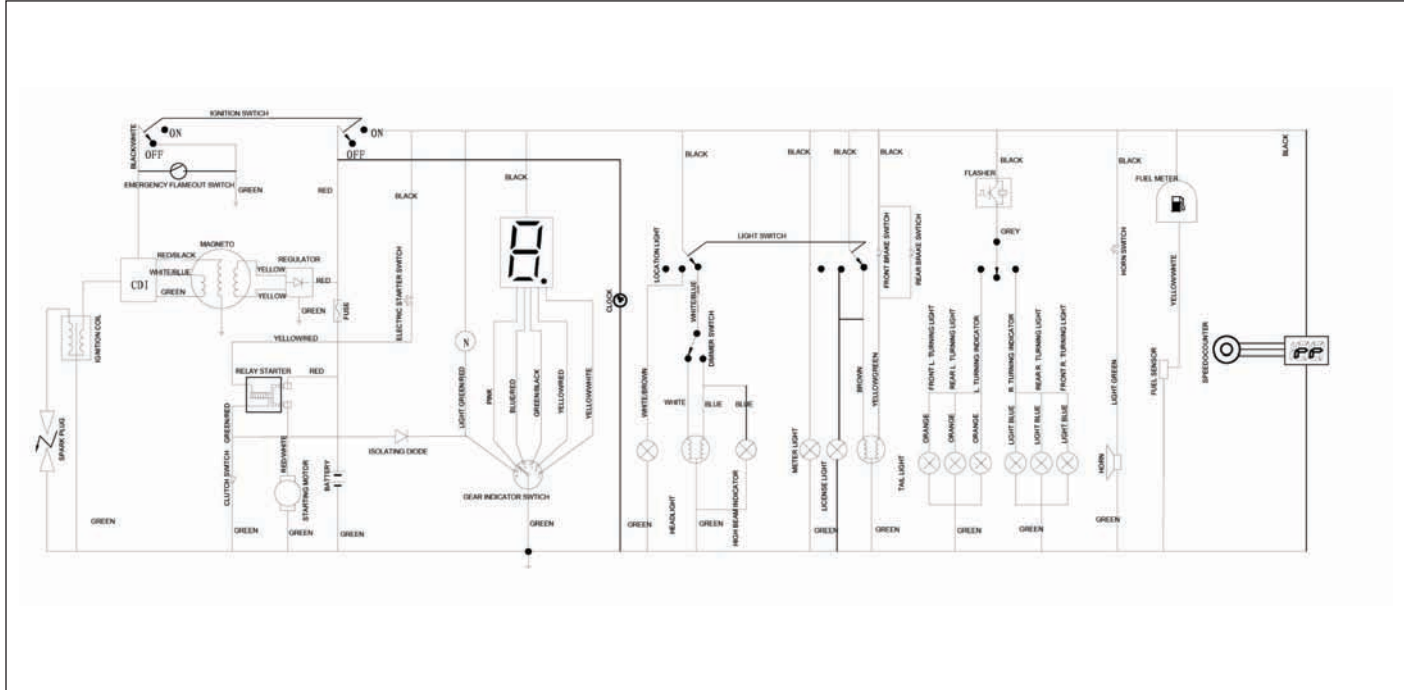 IGNITION SWTICH
ON
OFF
ON
OFF
BLACK/WHITE
EMERGENCY FLAMEOUT SWITCH
GREEN
RED
BLACK
BLACK
BLACK
BLACK
BLACK
BLACK
BLACK
BLACK
BLACK
FLASHER
FUEL METER
MAGNETO
RED/BLACK
WHITE/BLUE
GREEN
CDI
YELLOW
YELLOW
REGULATOR
RED
GREEN
FUSE
ELECTRIC STARTER SWITCH
CLOCK
LOCATION LIGHT
LIGHT SWITCH
WHITE/BLUE
DIMMER SWITCH
FRONT BRAKE SWITCH
REAR BRAKE SWTICH
GREY
HORN SWITCH
YELLOW/WHITE
IGNITION COIL
YELLOW/RED
RELAY STARTER
RED
N
LIGHT GREEN/RED
PINK
BLUE/RED
GREEN/BLACK
YELLOW/RED
YELLOW/WHITE
WHITE/BROWN
WHITE
BLUE
BLUE
BROWN
YELLOW/GREEN
FRONT L. TURNING LIGHT
REAR L. TURNING LIGHT
L. TURNING INDICATOR
R. TURNING INDICATOR
REAR R. TURNING LIGHT
FRONT R. TURNING LIGHT
LIGHT GREEN
FUEL SENSOR
SPEEDOCOUNTER
SPARK PLUG
GREEN/RED
CLUTCH SWITCH
RED/WHITE
STARTING MOTOR
BATTERY
ISOLATING DIODE
GEAR INDICATOR SWTICH
HEADLIGHT
HIGH BEAM INDICATOR
METER LIGHT
LICENSE LIGHT
TAIL LIGHT
ORANGE
ORANGE
ORANGE
LIGHT BLUE
LIGHT BLUE
LIGHT BLUE
HORN
GREEN
GREEN
GREEN
GREEN
GREEN
GREEN
GREEN
GREEN
GREEN
GREEN
GREEN
GREEN